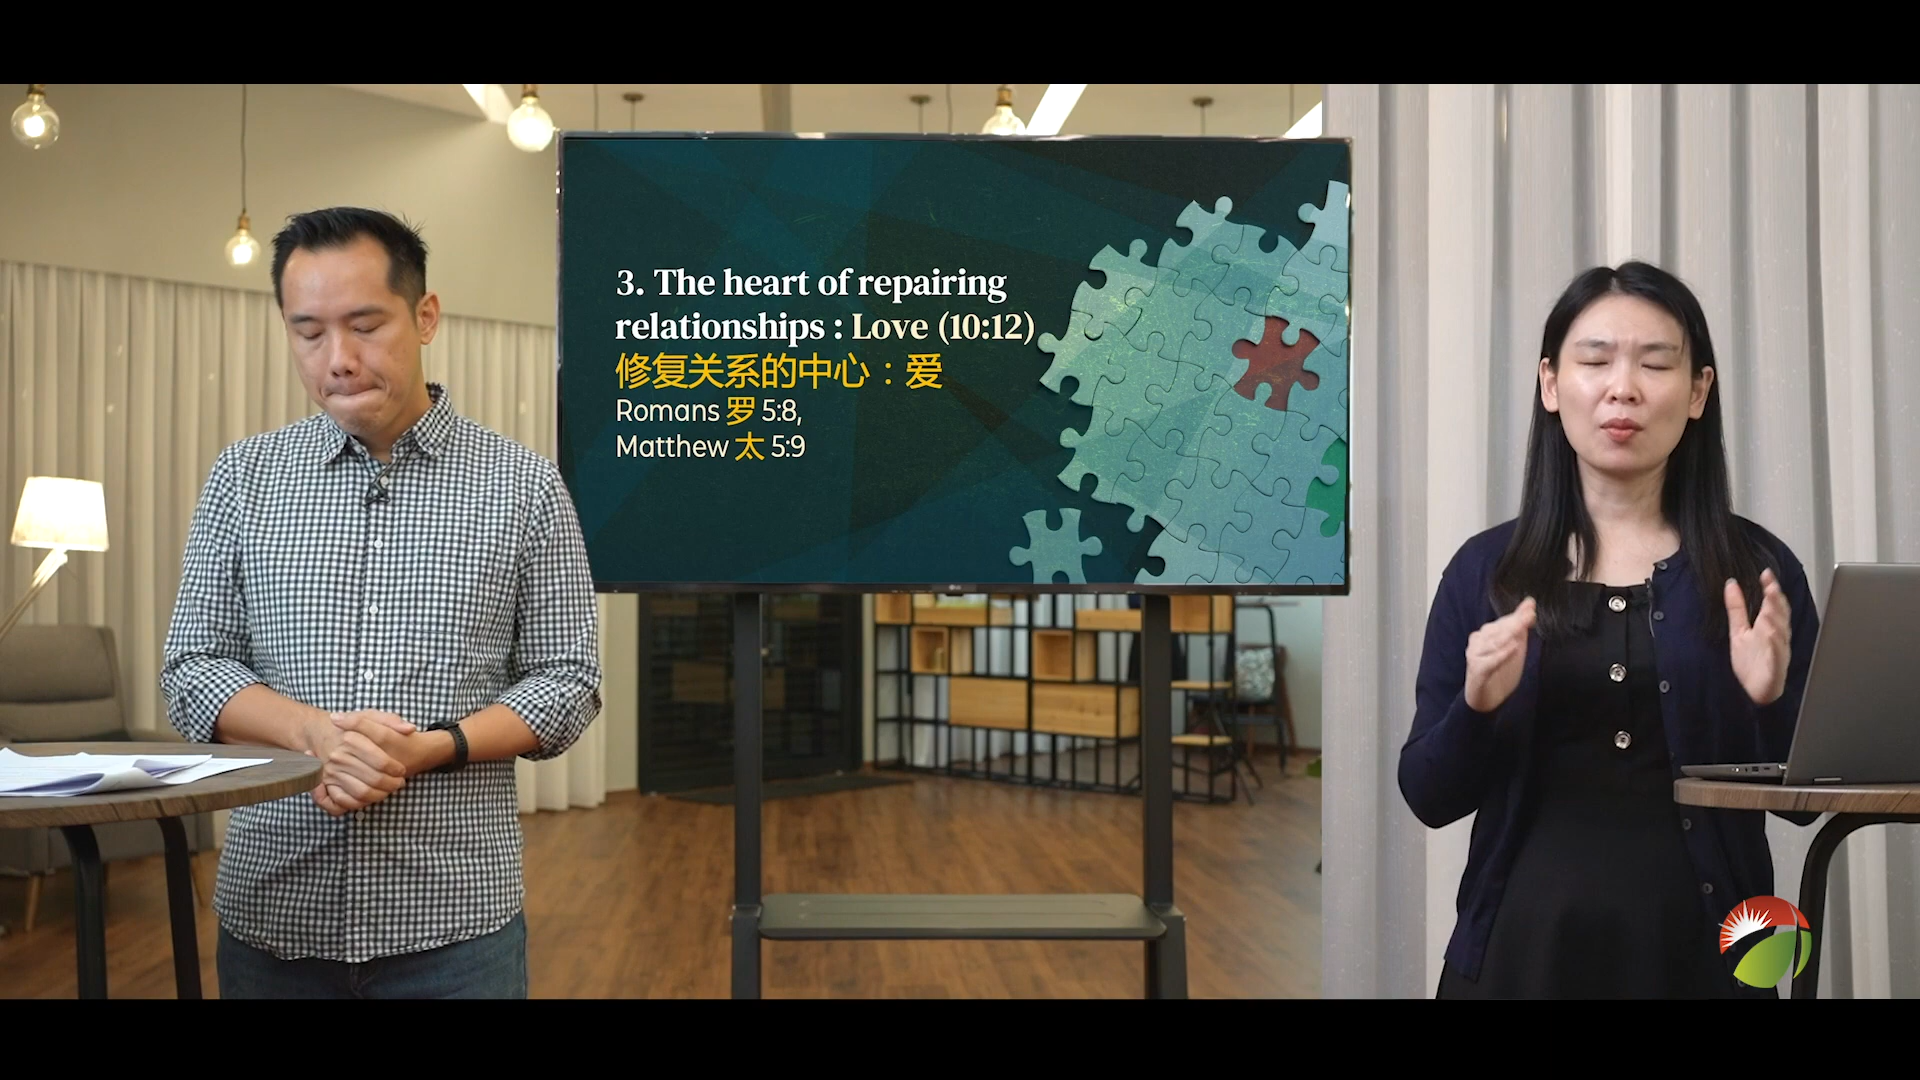 3. The heart of repairing
relationships : Love (10:12)
修复关系的中心：爱
Romans 罗 5:8,
Matthew 太 5:9